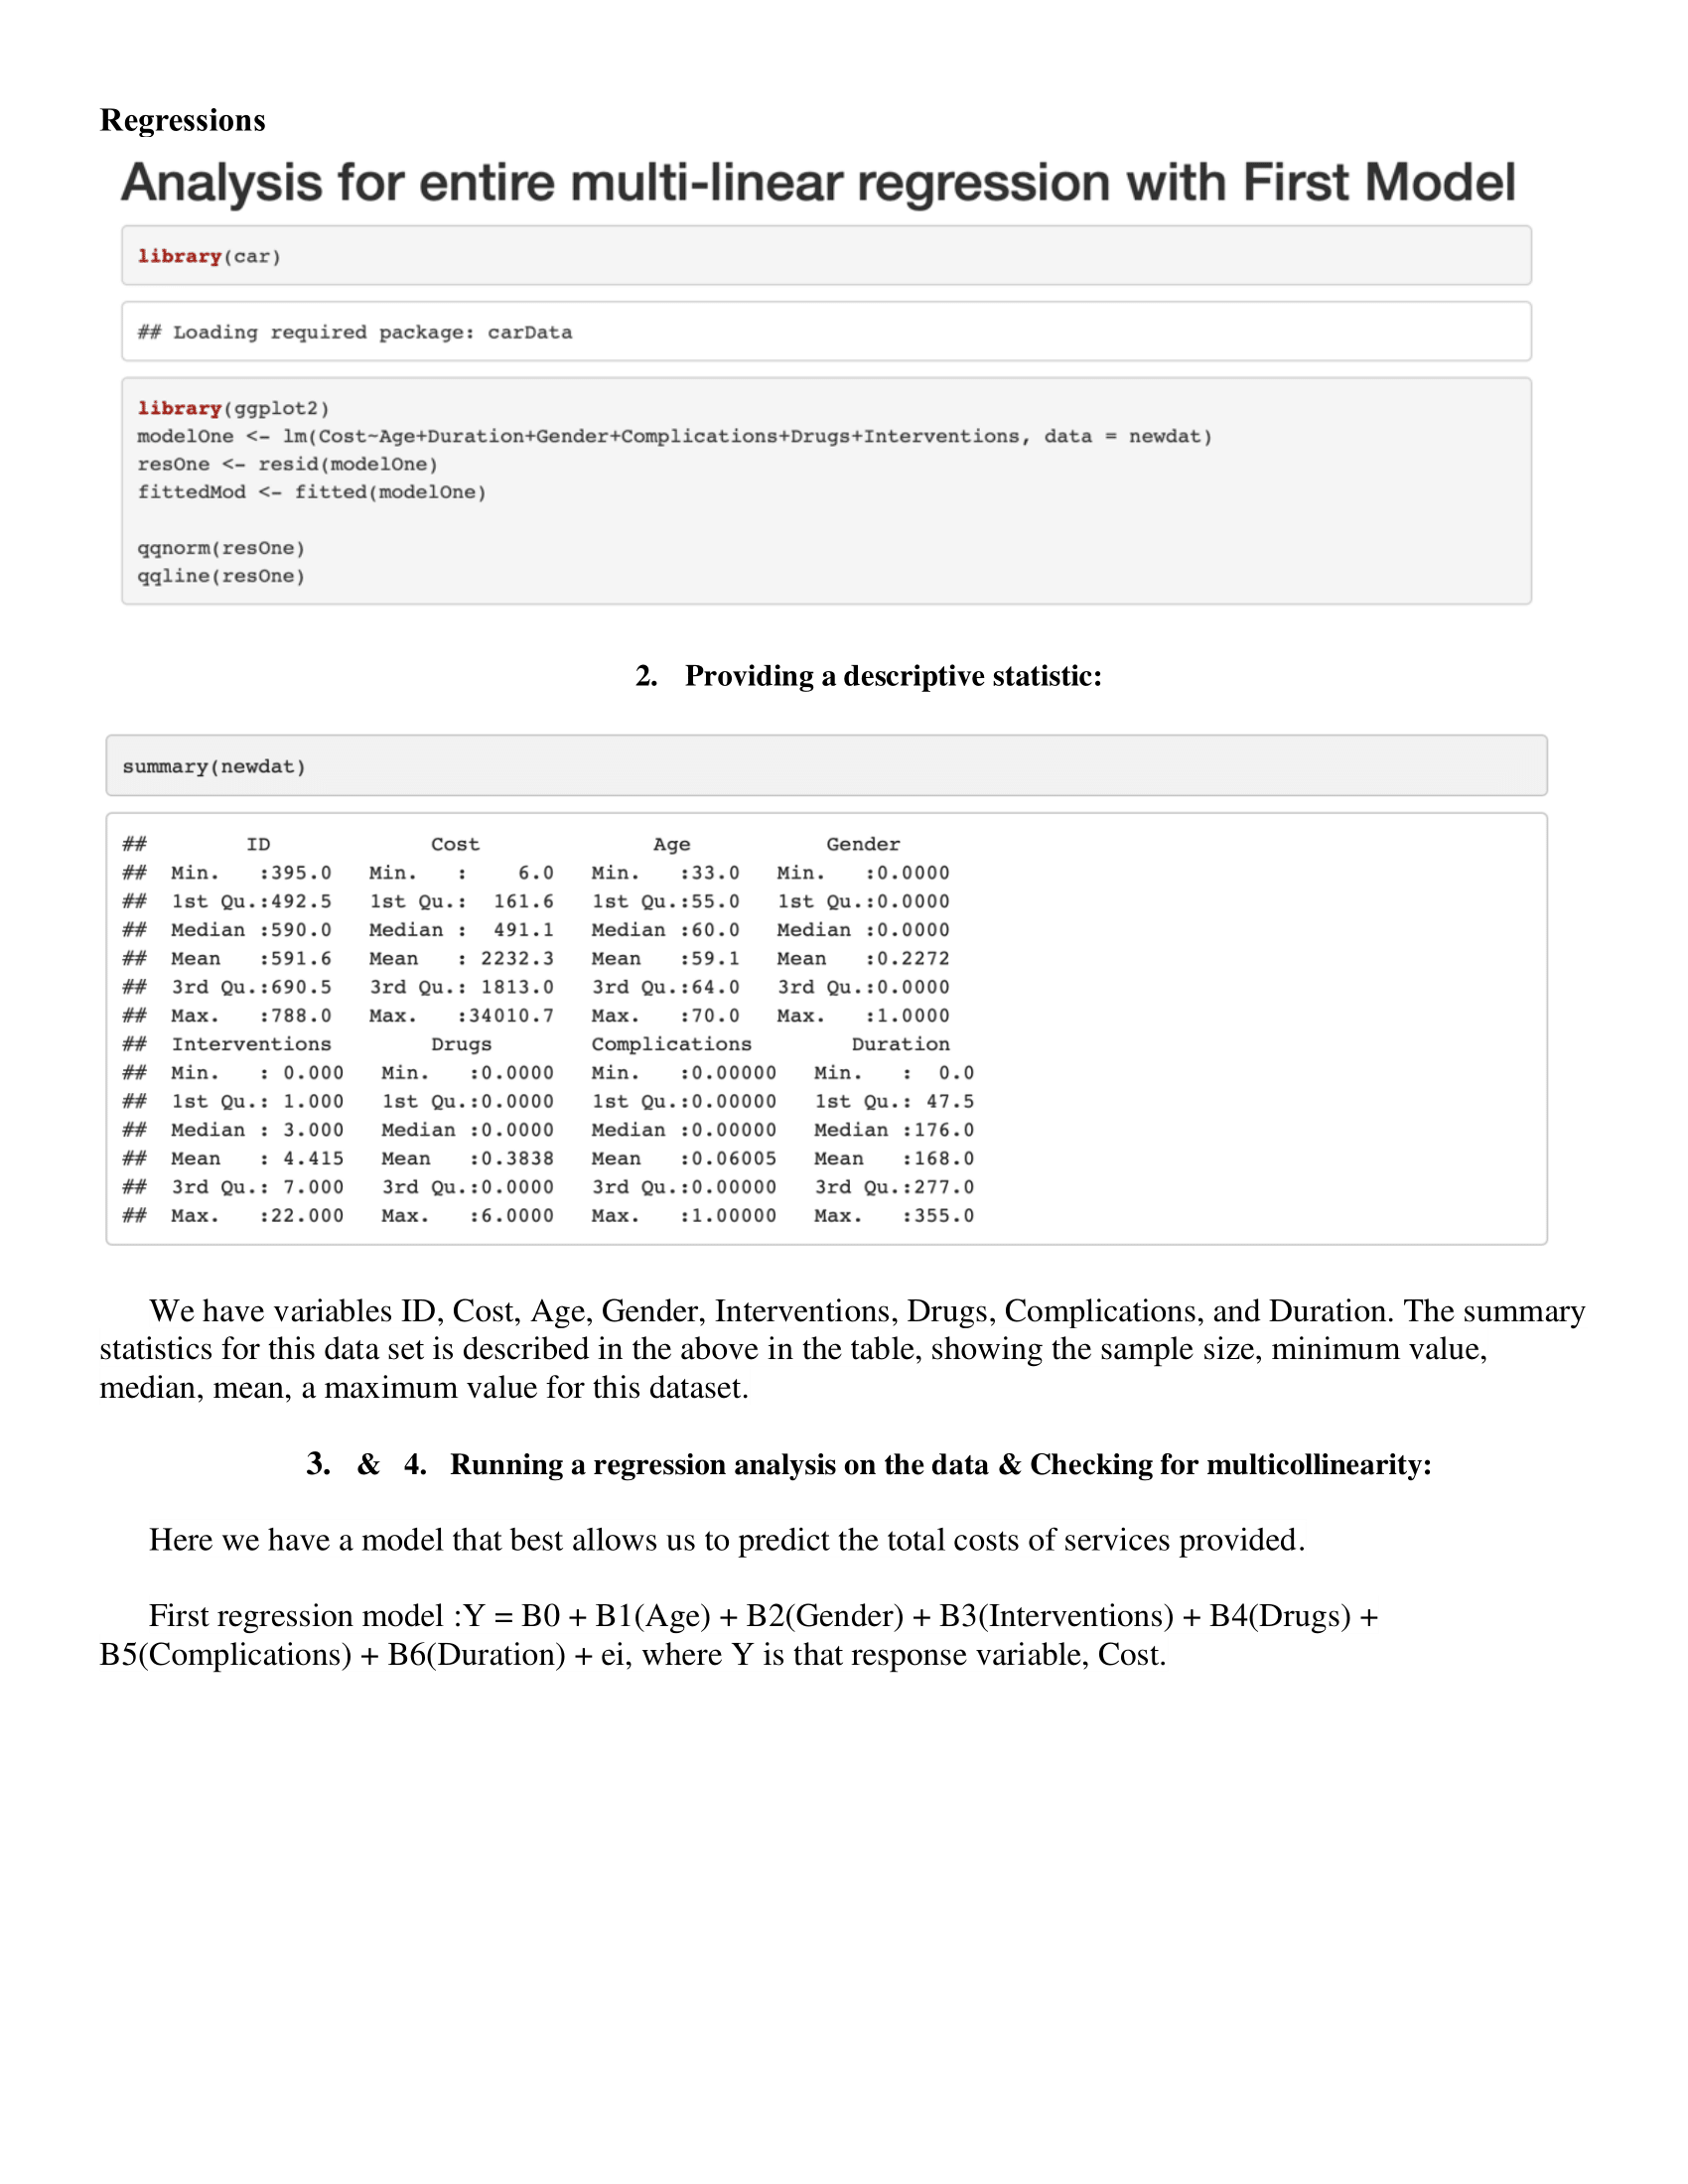 Regressions
Analysis for entire multi-linear regression with First Model
library(car)
## Loading required package: carData
library(ggplot2)
modelOne <- lm(Cost~Age+Duration+Gender+Complications+Drugs+Interventions, data = newdat)
resOne <- resid(modelOne)
fittedMod <- fitted(modelOne)
qqnorm(resOne)
qqline(resOne)
2. Providing a descriptive statistic:
summary(newdat)
## ID Cost Age Gender
## Min. :395.0 Min. : 6.0 Min. :33.0 Min. :0.0000
## 1st Qu.:492.5 1st Qu.: 161.6 1st Qu.:55.0 1st Qu.:0.0000
## Median :590.0 Median : 491.1 Median :60.0 Median :0.0000
## Mean :591.6 Mean : 2232.3 Mean :59.1 Mean :0.2272
## 3rd Qu.:690.5 3rd Qu.: 1813.0 3rd Qu.:64.0 3rd Qu.:0.0000
## Max. :788.0 Max. :34010.7 Max. :70.0 Max. :1.0000
## Interventions Drugs Complications Duration
## Min. : 0.000 Min. :0.0000 Min. :0.00000 Min. : 0.0
## 1st Qu.: 1.000 1st Qu.:0.0000 1st Qu.:0.00000 1st Qu.: 47.5
## Median : 3.000 Median :0.0000 Median :0.00000 Median :176.0
## Mean : 4.415 Mean :0.3838 Mean :0.06005 Mean :168.0
## 3rd Qu.: 7.000 3rd Qu.:0.0000 3rd Qu.:0.00000 3rd Qu.:277.0
## Max. :22.000 Max. :6.0000 Max. :1.00000 Max. :355.0
We have variables ID, Cost, Age, Gender, Interventions, Drugs, Complications, and Duration. The summary
statistics for this data set is described in the above in the table, showing the sample size, minimum value,
median, mean, a maximum value for this dataset.
3. & 4. Running a regression analysis on the data & Checking for multicollinearity:
Here we have a model that best allows us to predict the total costs of services provided.
First regression model :Y = B0 + B1(Age) + B2(Gender) + B3(Interventions) + B4(Drugs) +
B5(Complications) + B6(Duration) + ei, where Y is that response variable, Cost.